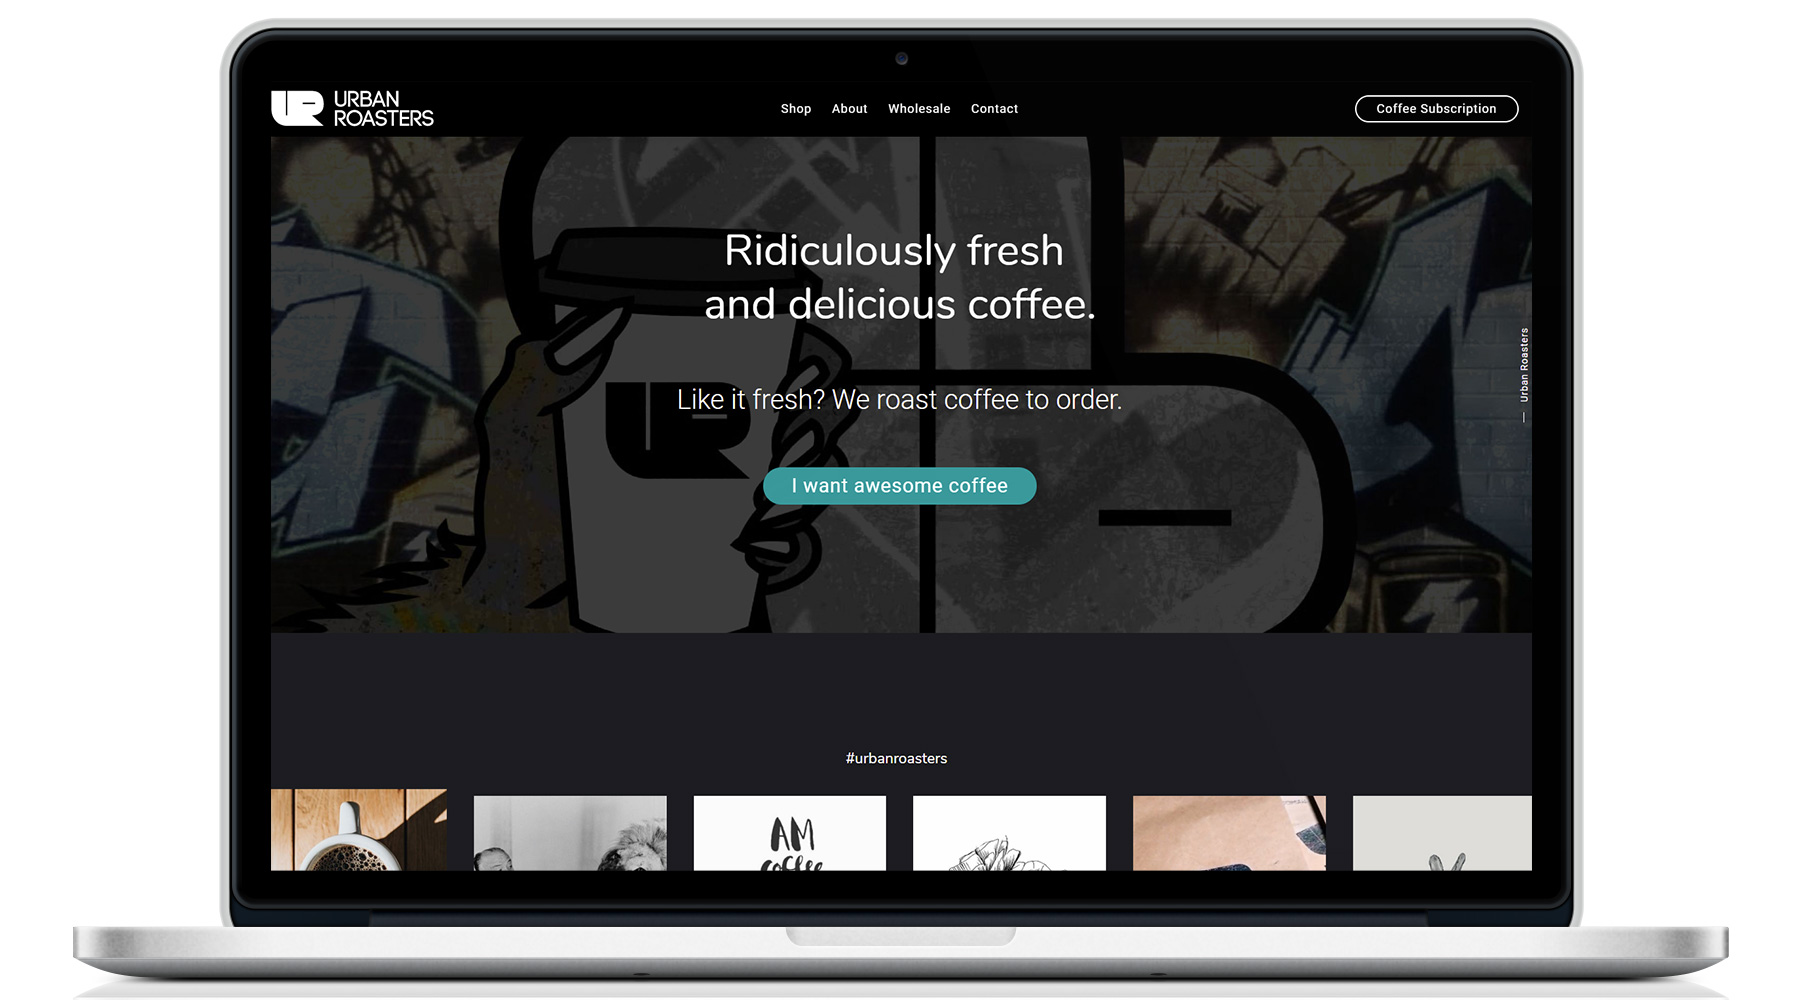 URBAN
ROASTERS
Shop
About
Wholesale
Contact
Coffee Subscription
Ridiculously fresh
and delicious coffee.
Like it fresh? We roast coffee to order.
I want awesome coffee
Urban Roasters
#urbanroasters
AM
coffee